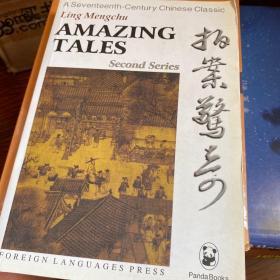 A Seventeenth-Century Chinese Classic
Ling Mengchu
AMAZING
TALES
Second Series
拍案驚奇
FOREIGN LANGUAGES PRESS
PandaBooks